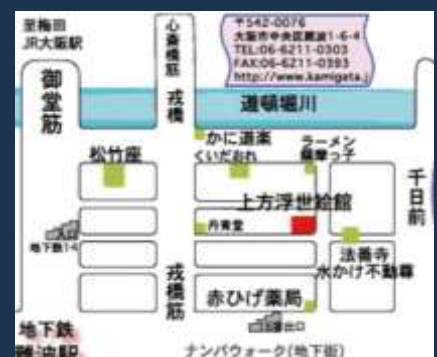 至梅田
JR大阪駅
心斎橋筋
〒542-0076
大阪市中央区難波1-6-4
TEL:06-6211-0303
FAX:06-6211-0393
http://www.kamigata.j
御堂筋
戎橋
道頓堀川
松竹座
かに道楽
くいだおれ
ラーメン
薩摩っ子
上方浮世絵館
千日前
丹青堂
地下鉄14
法善寺
水かけ不動尊
戎橋筋
赤ひげ薬局
出口
地下鉄
難波駅
ナンバウォーク(地下街)